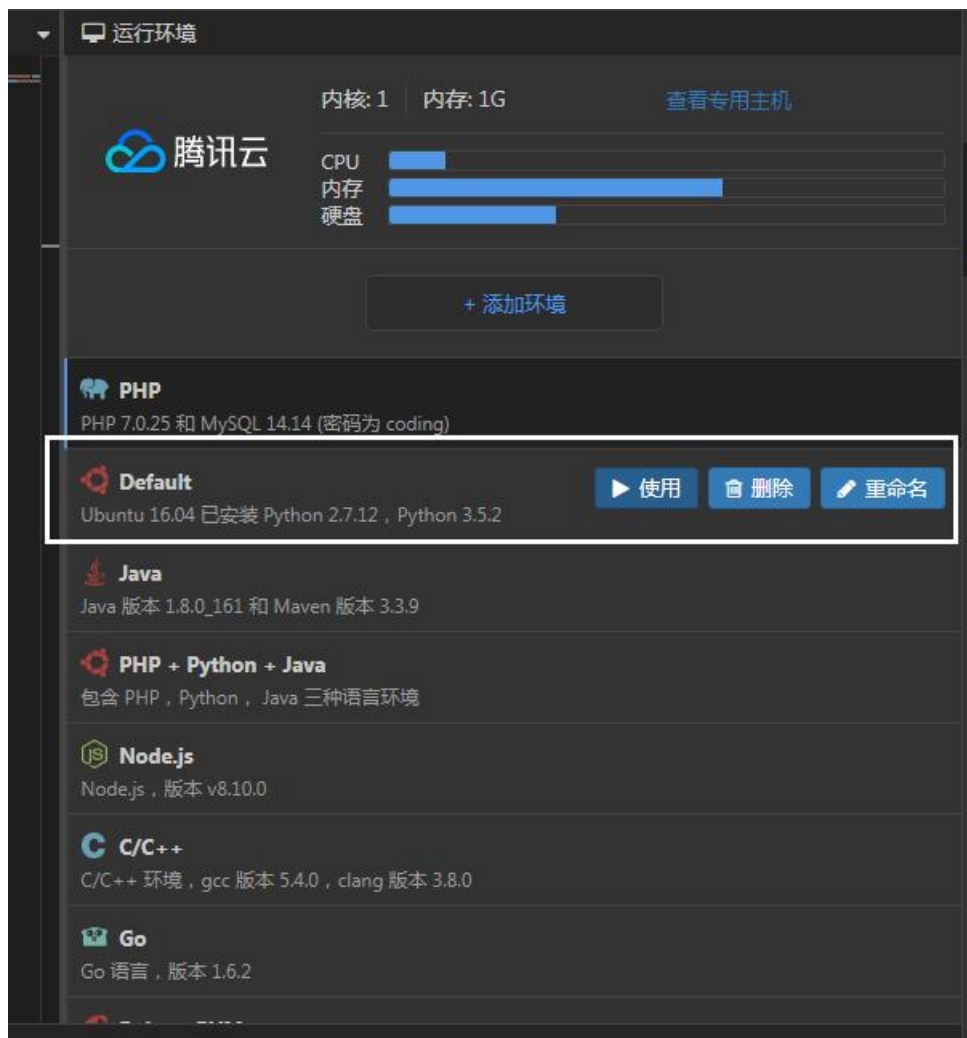 运行环境
内核: 1 内存: 1G 查看专用主机
腾讯云
CPU
内存
硬盘
+ 添加环境
PHP
PHP 7.0.25 和 MySQL 14.14 (密码为 coding)
Default
使用 删除 重命名
Ubuntu 16.04 已安装 Python 2.7.12，Python 3.5.2
Java
Java 版本 1.8.0_161 和 Maven 版本 3.3.9
PHP + Python + Java
包含 PHP，Python， Java 三种语言环境
Node.js
Node.js，版本 v8.10.0
C/C++
C/C++ 环境，gcc 版本 5.4.0，clang 版本 3.8.0
Go
Go 语言，版本 1.6.2